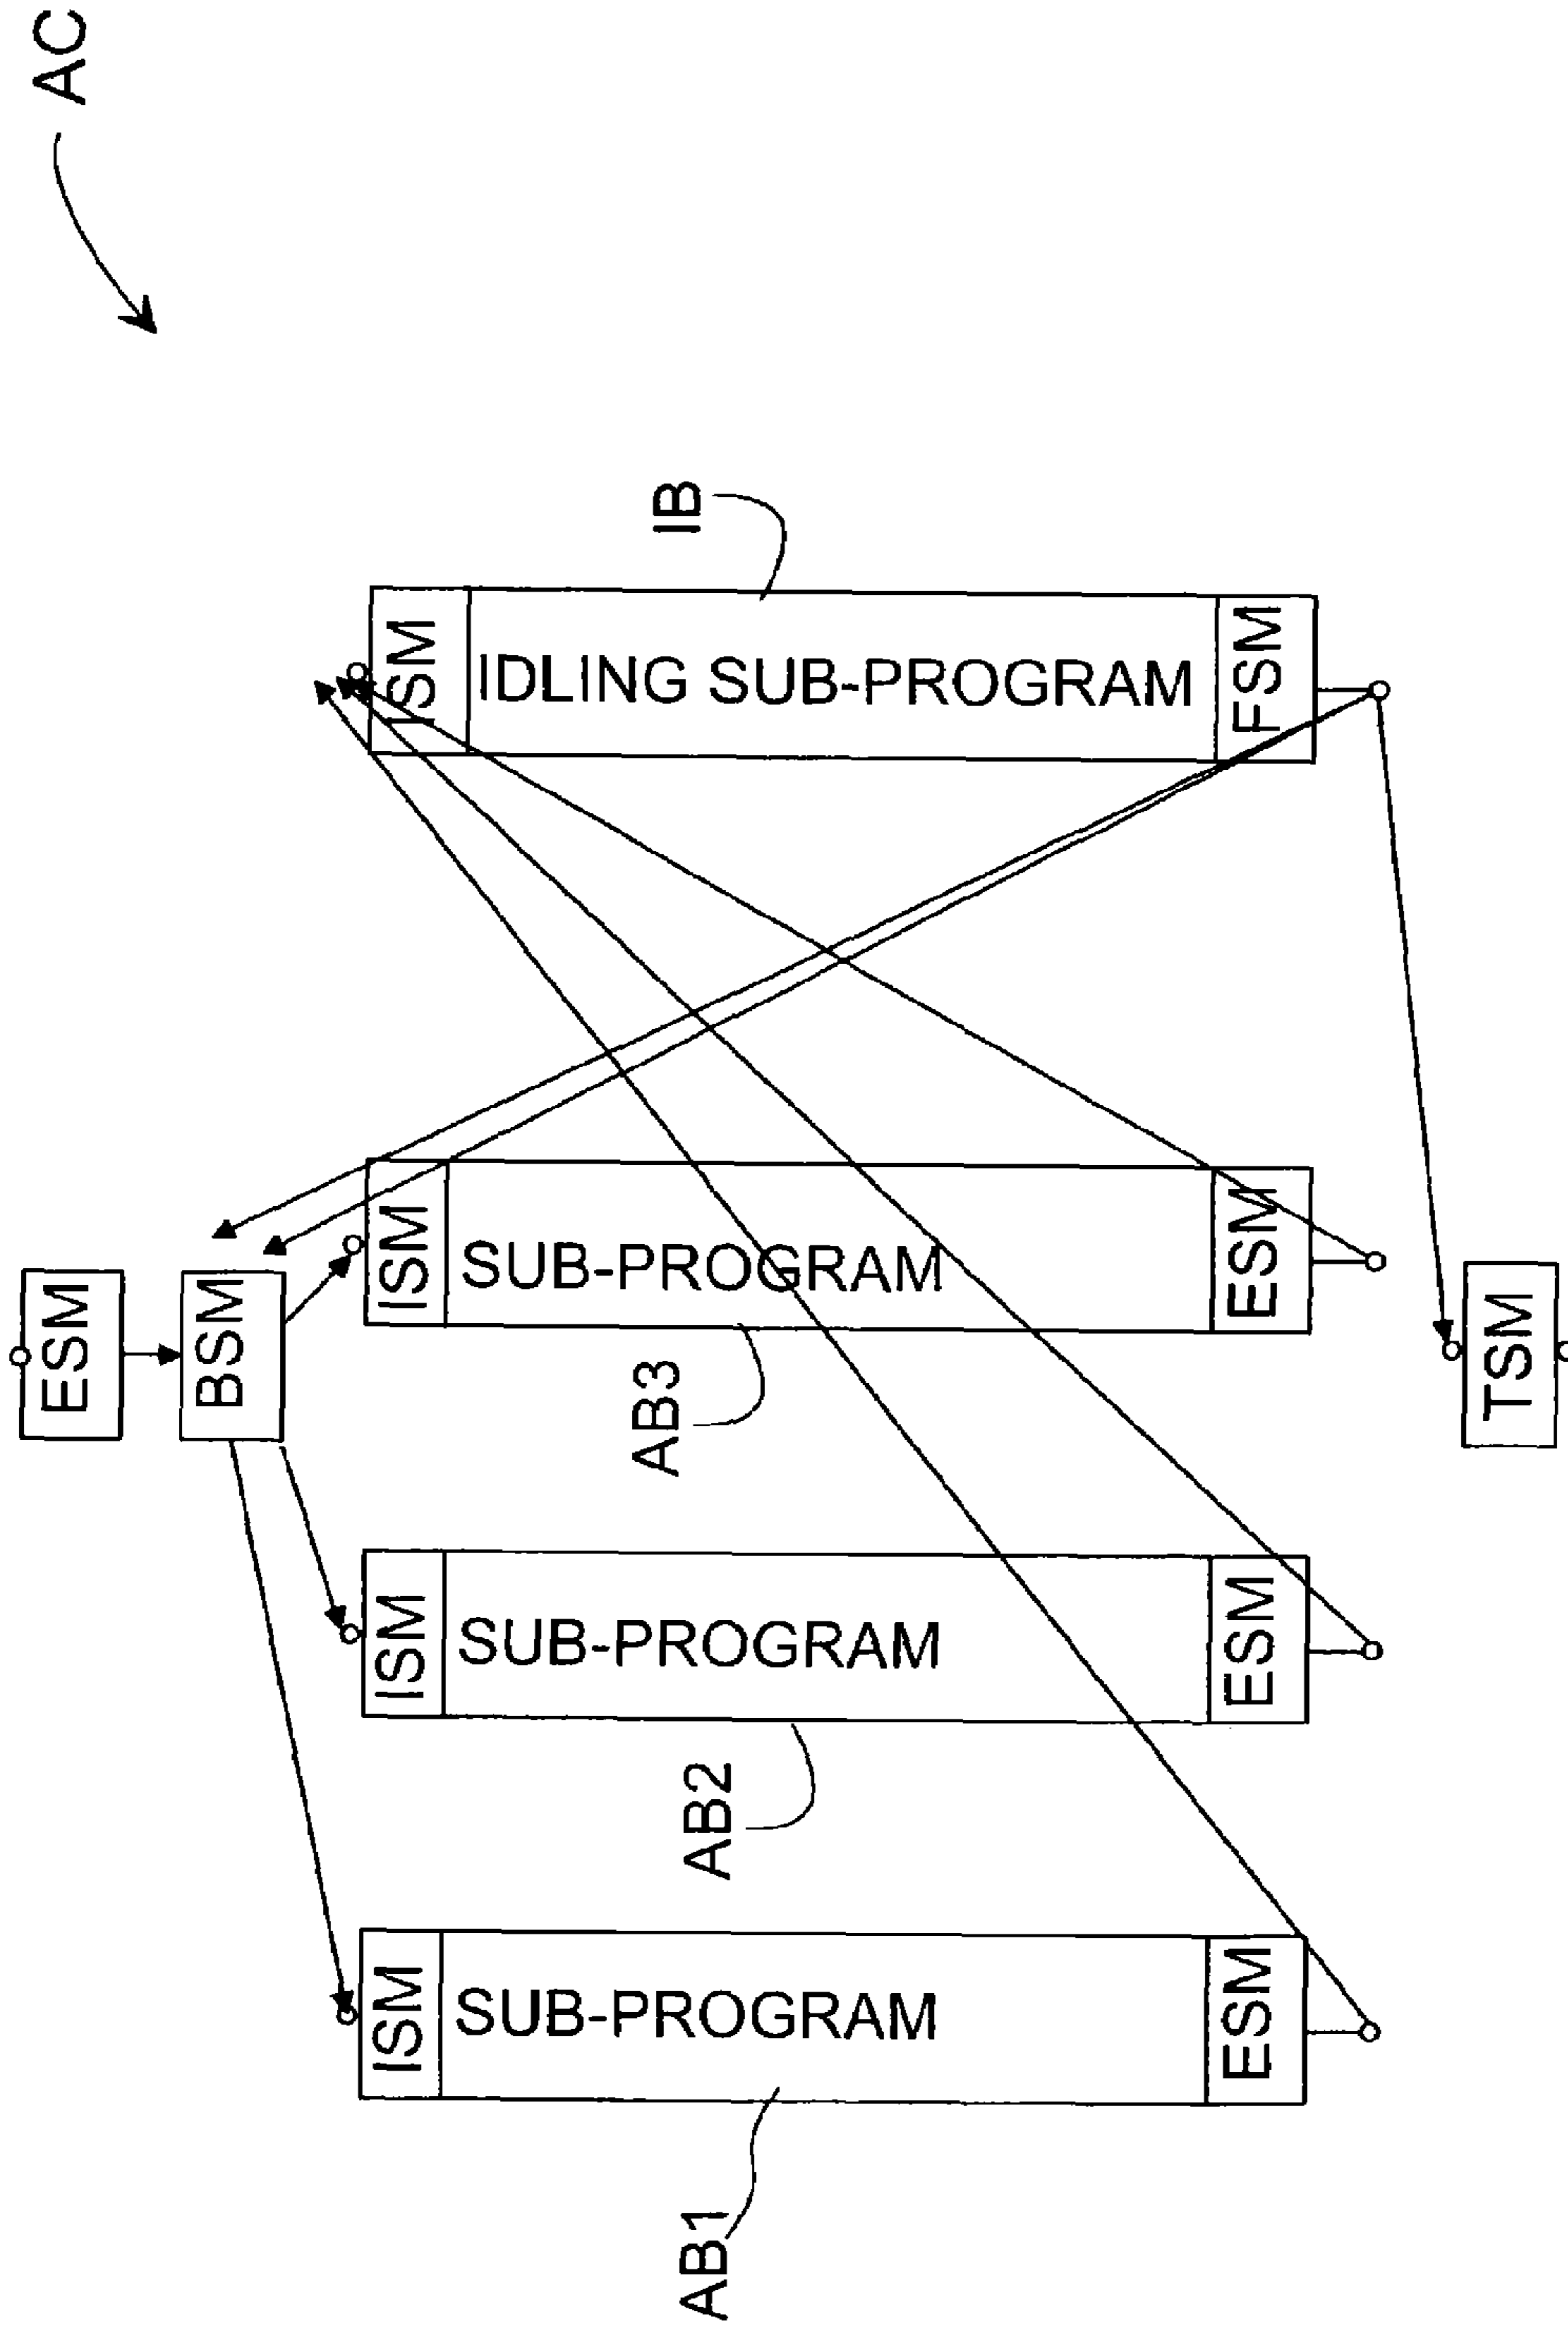 AC
ESM
BSM
ISM
SUB-PROGRAM
ESM
AB1
ISM
SUB-PROGRAM
ESM
AB2
ISM
SUB-PROGRAM
ESM
AB3
ISM
IDLING SUB-PROGRAM
FSM
IB
TSM